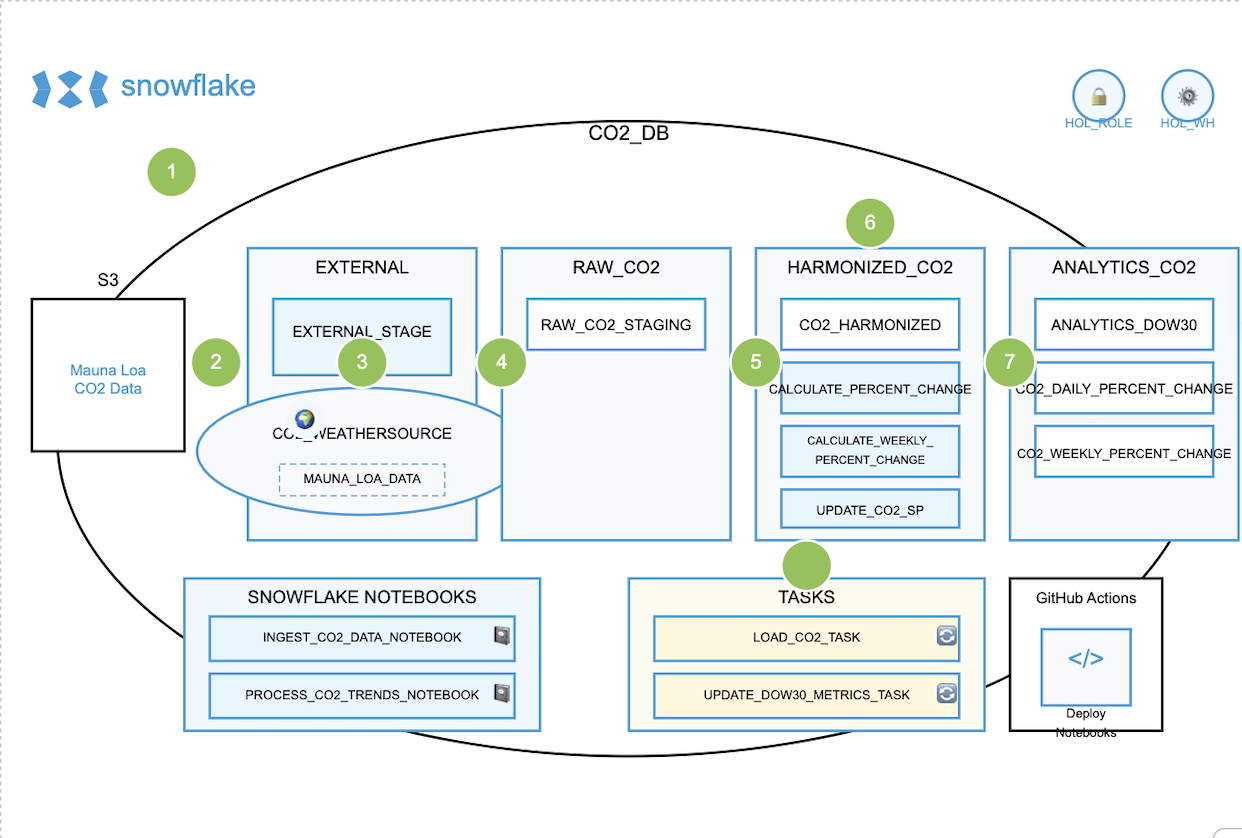 snowflake
HOL_ROLE
HOL_WH
CO2_DB
1
6
S3
Mauna Loa
CO2 Data
2
EXTERNAL
EXTERNAL_STAGE
3
CO2_WEATHERSOURCE
MAUNA_LOA_DATA
4
RAW_CO2
RAW_CO2_STAGING
5
HARMONIZED_CO2
CO2_HARMONIZED
CALCULATE_PERCENT_CHANGE
CALCULATE_WEEKLY_
PERCENT_CHANGE
UPDATE_CO2_SP
7
ANALYTICS_CO2
ANALYTICS_DOW30
CO2_DAILY_PERCENT_CHANGE
CO2_WEEKLY_PERCENT_CHANGE
SNOWFLAKE NOTEBOOKS
INGEST_CO2_DATA_NOTEBOOK
PROCESS_CO2_TRENDS_NOTEBOOK
TASKS
LOAD_CO2_TASK
UPDATE_DOW30_METRICS_TASK
GitHub Actions
</>
Deploy
Notebooks